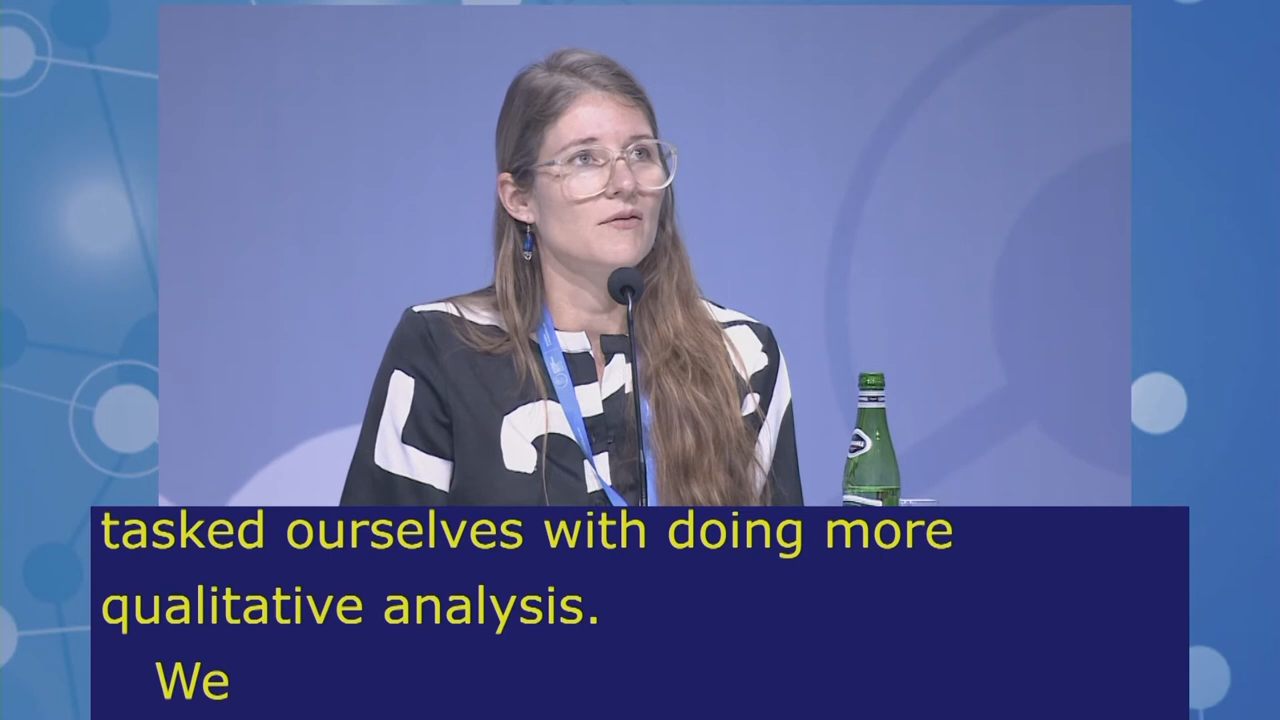 tasked ourselves with doing more
qualitative analysis.
We